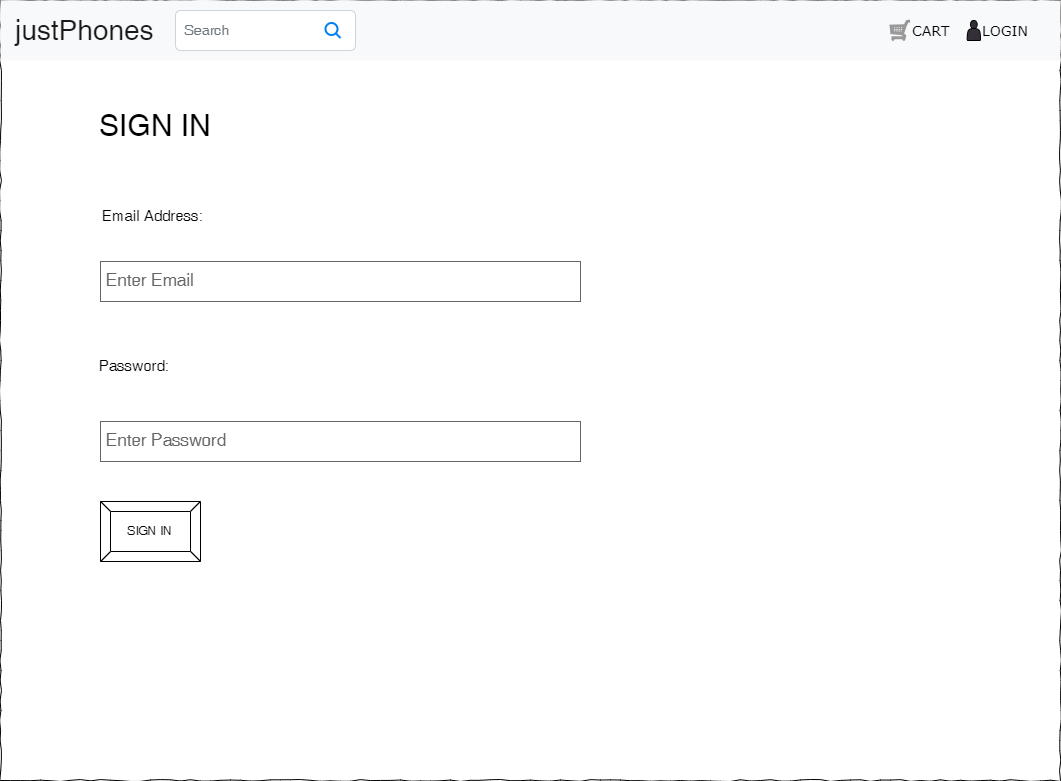 justPhones Search CART LOGIN
SIGN IN
Email Address:
Enter Email
Password:
Enter Password
SIGN IN